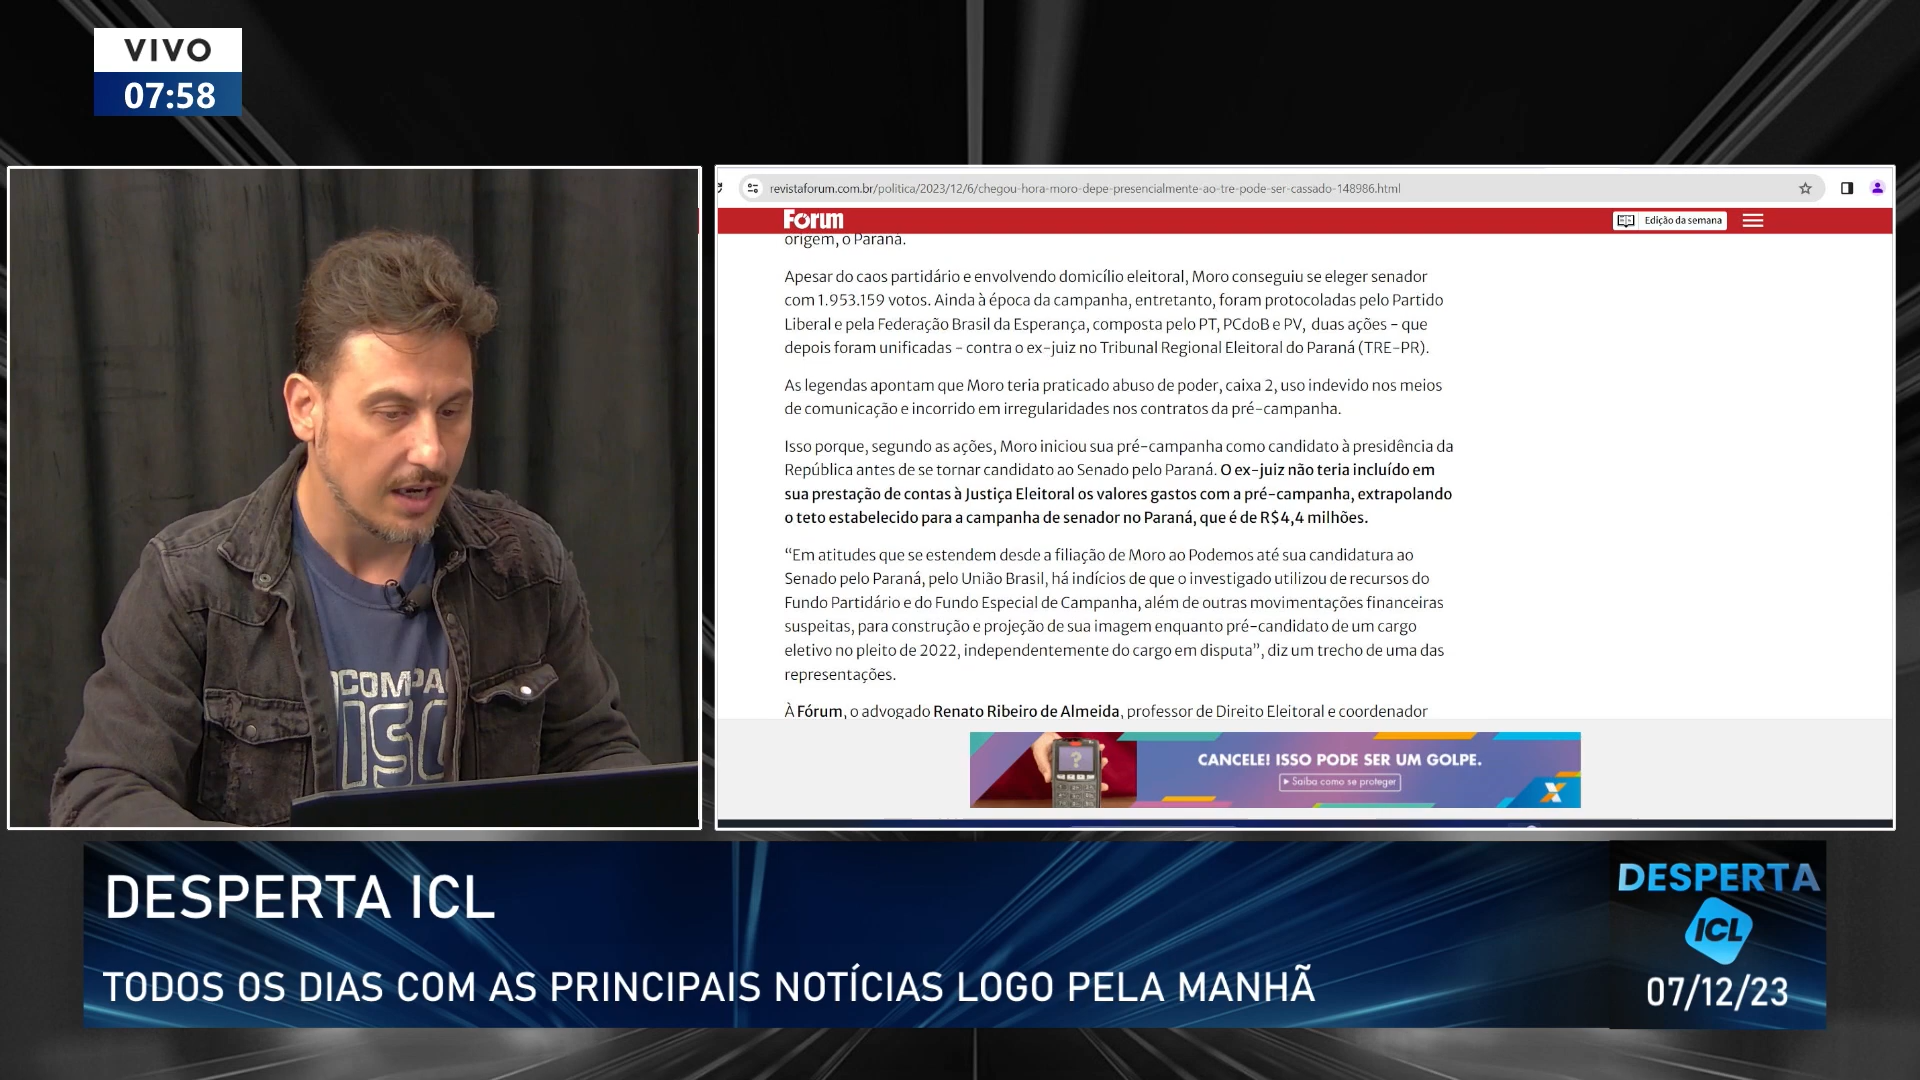 VIVO
07:58
revistaforum.com.br/politica/2023/12/6/chegou-hora-moro-depe-presencialmente-ao-tre-pode-ser-cassado-148986.html
Fórum
Edição da semana
origem, o Paraná.
Apesar do caos partidário e envolvendo domicílio eleitoral, Moro conseguiu se eleger senador
com 1.953.159 votos. Ainda à época da campanha, entretanto, foram protocoladas pelo Partido
Liberal e pela Federação Brasil da Esperança, composta pelo PT, PCdoB e PV, duas ações - que
depois foram unificadas - contra o ex-juiz no Tribunal Regional Eleitoral do Paraná (TRE-PR).
As legendas apontam que Moro teria praticado abuso de poder, caixa 2, uso indevido nos meios
de comunicação e incorrido em irregularidades nos contratos da pré-campanha.
Isso porque, segundo as ações, Moro iniciou sua pré-campanha como candidato à presidência da
República antes de se tornar candidato ao Senado pelo Paraná. O ex-juiz não teria incluído em
sua prestação de contas à Justiça Eleitoral os valores gastos com a pré-campanha, extrapolando
o teto estabelecido para a campanha de senador no Paraná, que é de R$4,4 milhões.
“Em atitudes que se estendem desde a filiação de Moro ao Podemos até sua candidatura ao
Senado pelo Paraná, pelo União Brasil, há indícios de que o investigado utilizou de recursos do
Fundo Partidário e do Fundo Especial de Campanha, além de outras movimentações financeiras
suspeitas, para construção e projeção de sua imagem enquanto pré-candidato de um cargo
eletivo no pleito de 2022, independentemente do cargo em disputa”, diz um trecho de uma das
representações.
À Fórum, o advogado Renato Ribeiro de Almeida, professor de Direito Eleitoral e coordenador
?
CANCELE! ISSO PODE SER UM GOLPE.
Saiba como se proteger
X
COMPA
ISO
DESPERTA ICL
TODOS OS DIAS COM AS PRINCIPAIS NOTÍCIAS LOGO PELA MANHÃ
DESPERTA
ICL
07/12/23